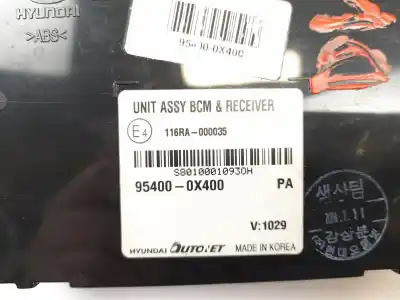 HYUNDAI
>ABS<
95400-0X400
UNIT ASSY BCM & RECEIVER
E4 116RA-000035
S80100010930H
95400-0X400 PA
V:1029
HYUNDAI AUTONET MADE IN KOREA
생산팀